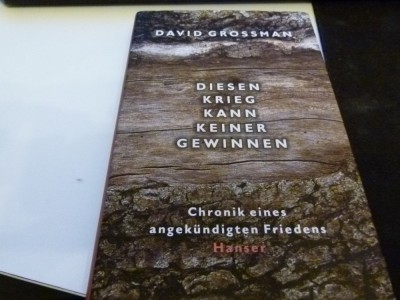 DAVID GROSSMAN
DIESEN
KRIEG
KANN
KEINER
GEWINNEN
Chronik eines
angekündigten Friedens
Hanser